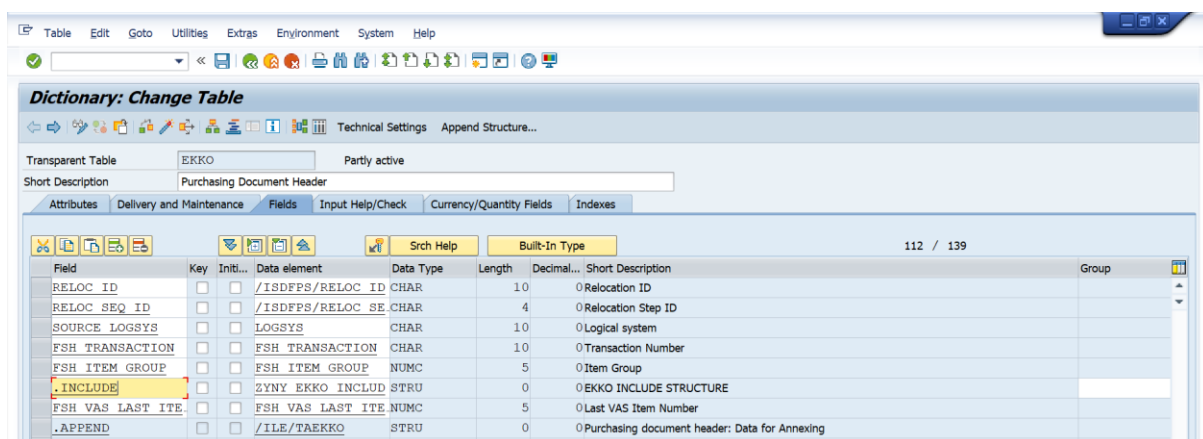 Table Edit Goto Utilities Extras Environment System Help
Dictionary: Change Table
Technical Settings Append Structure...
Transparent Table EKKO Partly active
Short Description Purchasing Document Header
Attributes Delivery and Maintenance Fields Input Help/Check Currency/Quantity Fields Indexes
Srch Help Built-In Type 112 / 139
Field Key Initi... Data element Data Type Length Decimal... Short Description Group
RELOC ID /ISDFPS/RELOC ID CHAR 10 0 Relocation ID
RELOC SEQ ID /ISDFPS/RELOC SE. CHAR 4 0 Relocation Step ID
SOURCE LOGSYS LOGSYS CHAR 10 0 Logical system
FSH TRANSACTION FSH TRANSACTION CHAR 10 0 Transaction Number
FSH ITEM GROUP FSH ITEM GROUP NUMC 5 0 Item Group
.INCLUDE ZYNY EKKO INCLUD STRU 0 0 EKKO INCLUDE STRUCTURE
FSH VAS LAST ITE. FSH VAS LAST ITE. NUMC 5 0 Last VAS Item Number
.APPEND /ILE/TAEKKO STRU 0 0 Purchasing document header: Data for Annexing